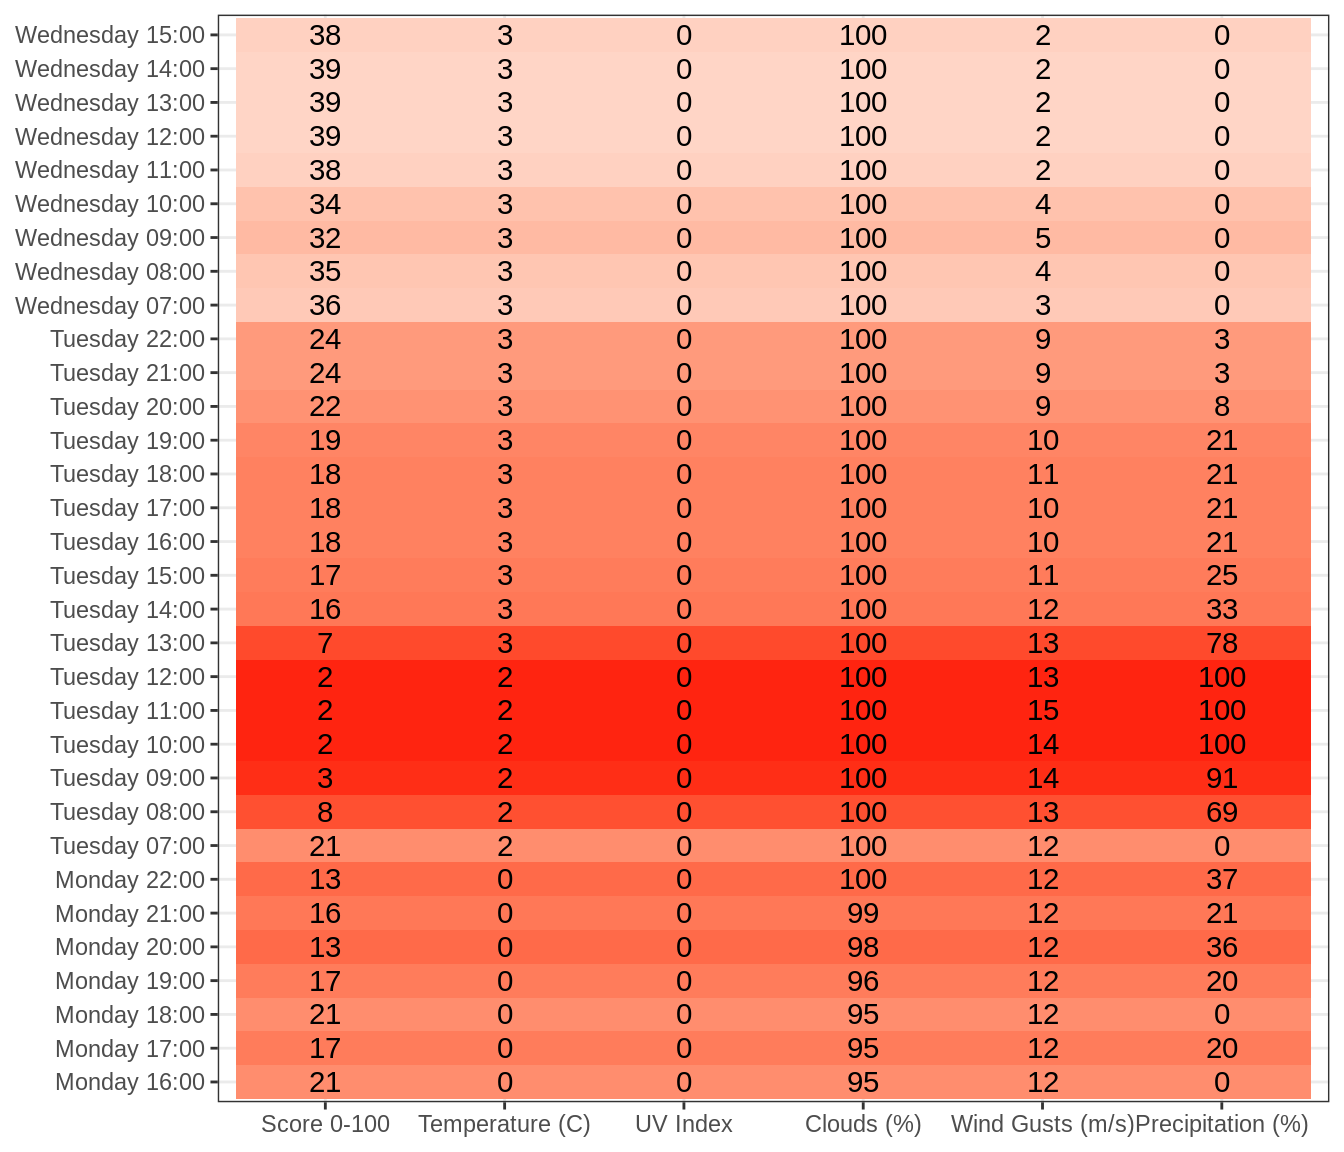 Wednesday 15:00 38 3 0 100 2 0
Wednesday 14:00 39 3 0 100 2 0
Wednesday 13:00 39 3 0 100 2 0
Wednesday 12:00 39 3 0 100 2 0
Wednesday 11:00 38 3 0 100 2 0
Wednesday 10:00 34 3 0 100 4 0
Wednesday 09:00 32 3 0 100 5 0
Wednesday 08:00 35 3 0 100 4 0
Wednesday 07:00 36 3 0 100 3 0
Tuesday 22:00 24 3 0 100 9 3
Tuesday 21:00 24 3 0 100 9 3
Tuesday 20:00 22 3 0 100 9 8
Tuesday 19:00 19 3 0 100 10 21
Tuesday 18:00 18 3 0 100 11 21
Tuesday 17:00 18 3 0 100 10 21
Tuesday 16:00 18 3 0 100 10 21
Tuesday 15:00 17 3 0 100 11 25
Tuesday 14:00 16 3 0 100 12 33
Tuesday 13:00 7 3 0 100 13 78
Tuesday 12:00 2 2 0 100 13 100
Tuesday 11:00 2 2 0 100 15 100
Tuesday 10:00 2 2 0 100 14 100
Tuesday 09:00 3 2 0 100 14 91
Tuesday 08:00 8 2 0 100 13 69
Tuesday 07:00 21 2 0 100 12 0
Monday 22:00 13 0 0 100 12 37
Monday 21:00 16 0 0 99 12 21
Monday 20:00 13 0 0 98 12 36
Monday 19:00 17 0 0 96 12 20
Monday 18:00 21 0 0 95 12 0
Monday 17:00 17 0 0 95 12 20
Monday 16:00 21 0 0 95 12 0
Score 0-100 Temperature (C) UV Index Clouds (%) Wind Gusts (m/s) Precipitation (%)